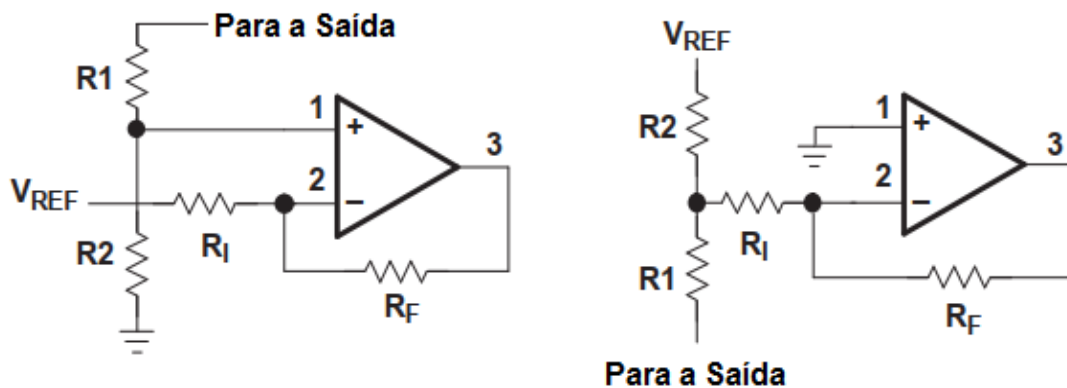 Para a Saída
R1
1
+
3
2
VREF
−
RI
R2
RF
VREF
R2
1
+
3
2
−
RI
R1
RF
Para a Saída